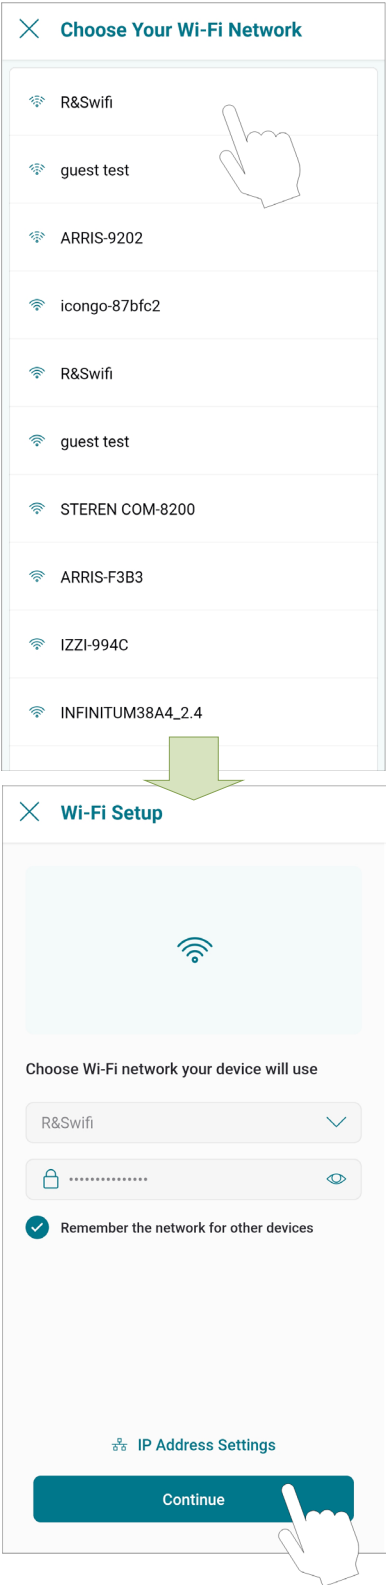 Choose Your Wi-Fi Network
R&Swifi
guest test
ARRIS-9202
icongo-87bfc2
R&Swifi
guest test
STEREN COM-8200
ARRIS-F3B3
IZZI-994C
INFINITUM38A4_2.4
Wi-Fi Setup
Choose Wi-Fi network your device will use
R&Swifi
•••••••••••••••
Remember the network for other devices
IP Address Settings
Continue